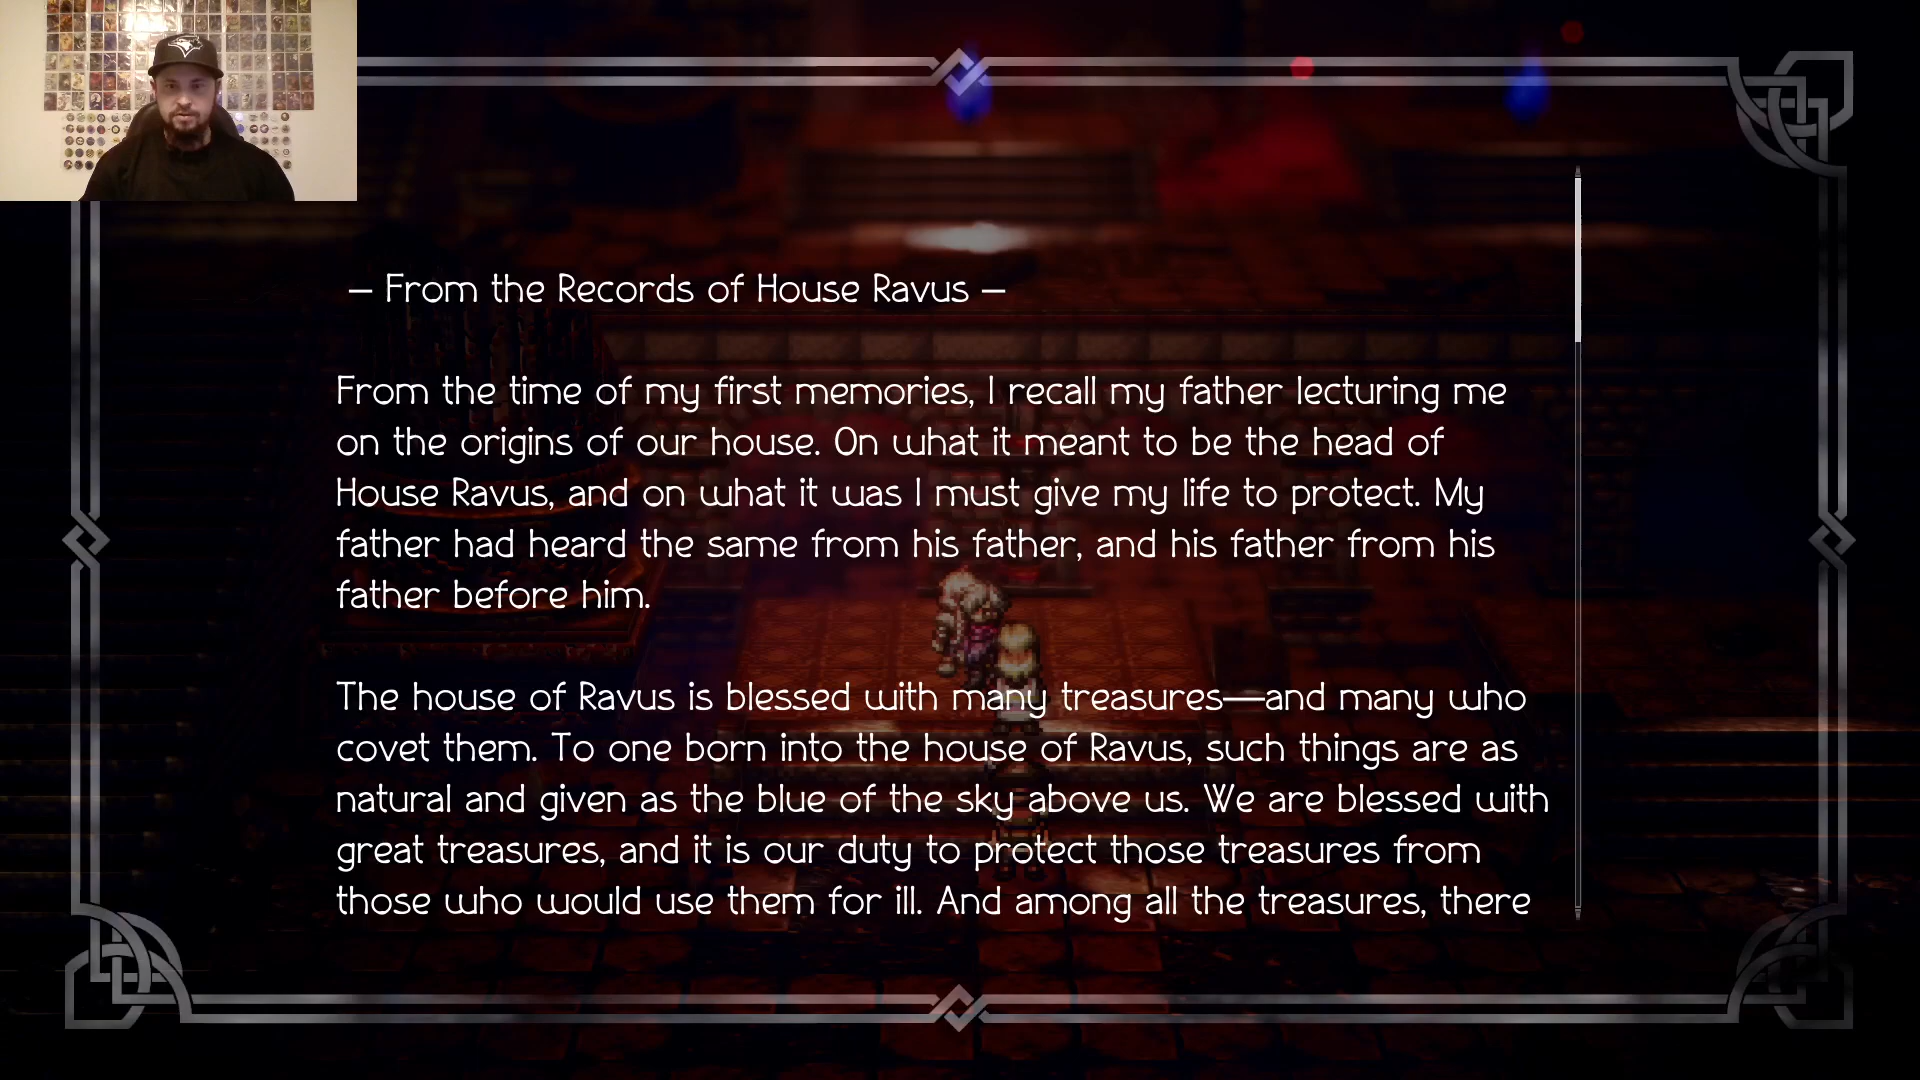 — From the Records of House Ravus —
From the time of my first memories, I recall my father lecturing me
on the origins of our house. On what it meant to be the head of
House Ravus, and on what it was I must give my life to protect. My
father had heard the same from his father, and his father from his
father before him.
The house of Ravus is blessed with many treasures—and many who
covet them. To one born into the house of Ravus, such things are as
natural and given as the blue of the sky above us. We are blessed with
great treasures, and it is our duty to protect those treasures from
those who would use them for ill. And among all the treasures, there